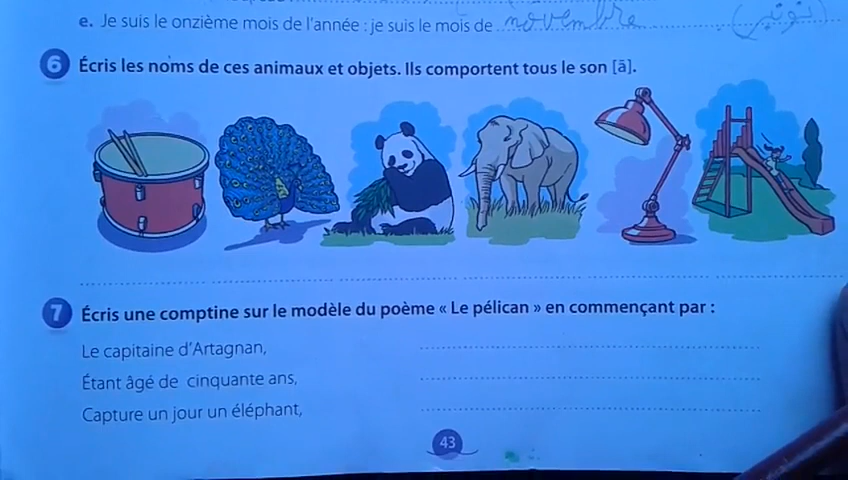 e. Je suis le onzième mois de l'année : je suis le mois de novembre (نونبر)
6 Écris les noms de ces animaux et objets. Ils comportent tous le son [ã].
7 Écris une comptine sur le modèle du poème « Le pélican » en commençant par :
Le capitaine d'Artagnan,
Étant âgé de cinquante ans,
Capture un jour un éléphant,
43